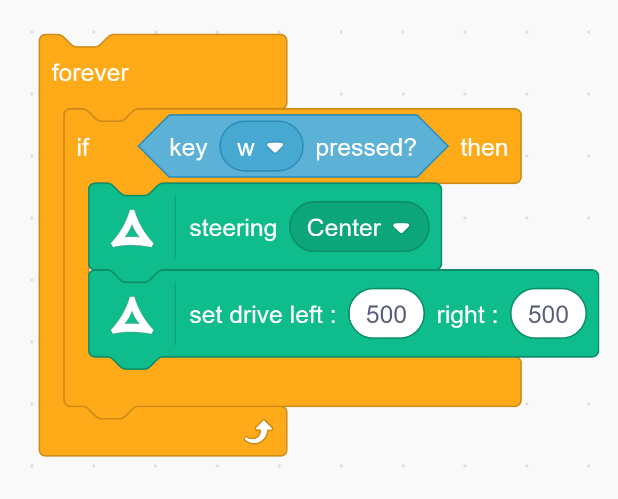 forever
if key w pressed? then
steering Center
set drive left : 500 right : 500